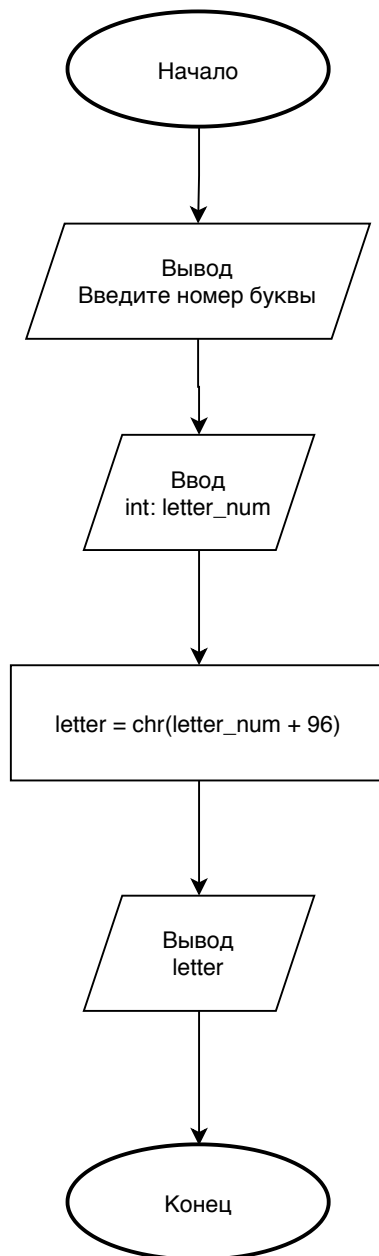 Начало
Вывод
Введите номер буквы
Ввод
int: letter_num
letter = chr(letter_num + 96)
Вывод
letter
Конец